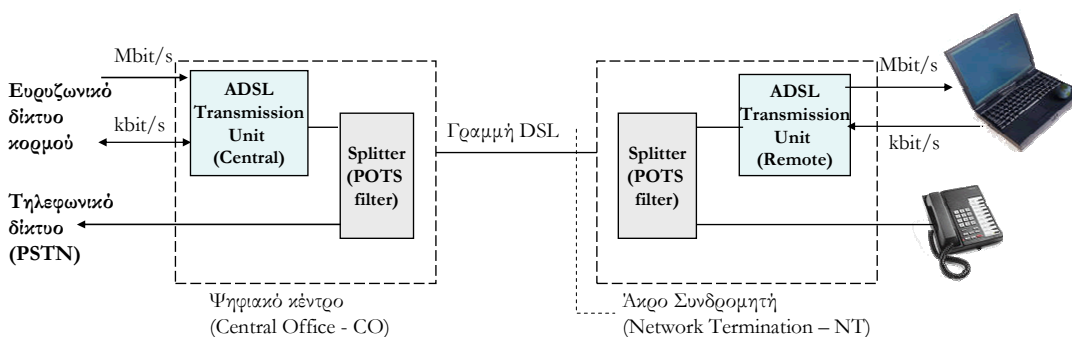 Mbit/s
Ευρυζωνικό
δίκτυο
κορμού
kbit/s
Τηλεφωνικό
δίκτυο
(PSTN)
ADSL
Transmission
Unit
(Central)
Splitter
(POTS
filter)
Ψηφιακό κέντρο
(Central Office - CO)
Γραμμή DSL
Splitter
(POTS
filter)
ADSL
Transmission
Unit
(Remote)
Mbit/s
kbit/s
Άκρο Συνδρομητή
(Network Termination – NT)